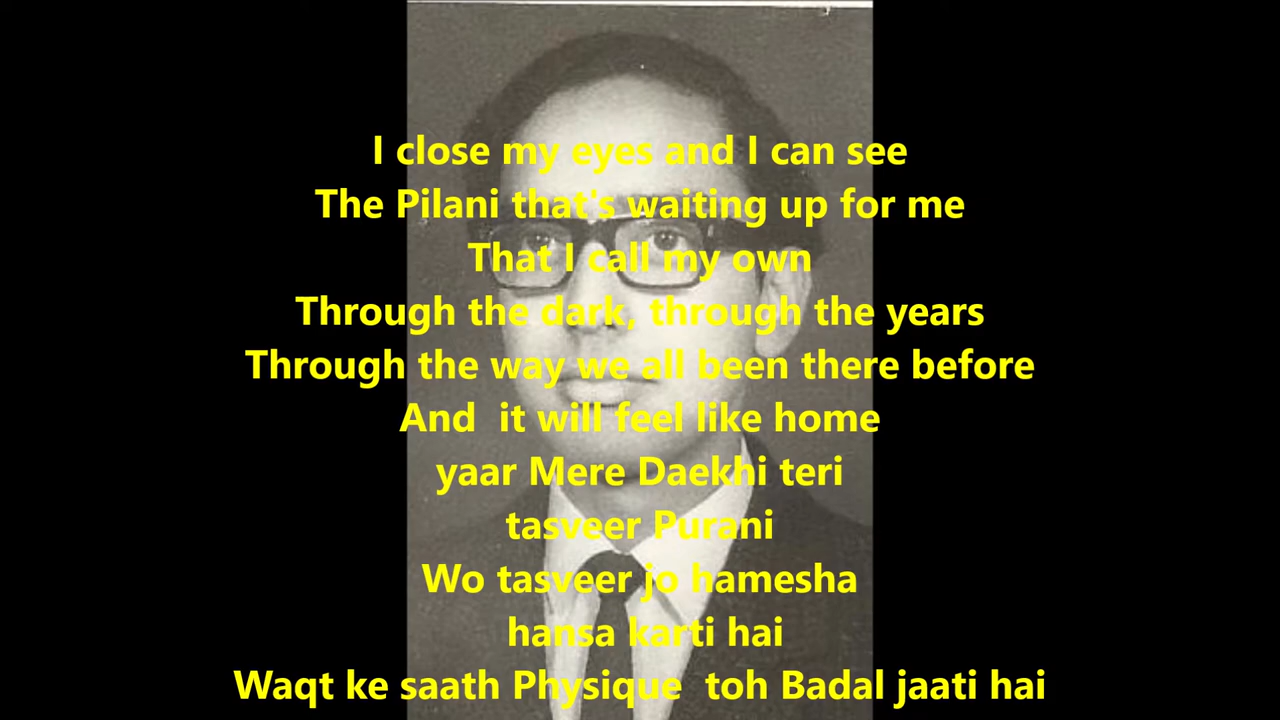 I close my eyes and I can see
The Pilani that's waiting up for me
That I call my own
Through the dark, through the years
Through the way we all been there before
And  it will feel like home
yaar Mere Daekhi teri
tasveer Purani
Wo tasveer jo hamesha
hansa karti hai
Waqt ke saath Physique  toh Badal jaati hai